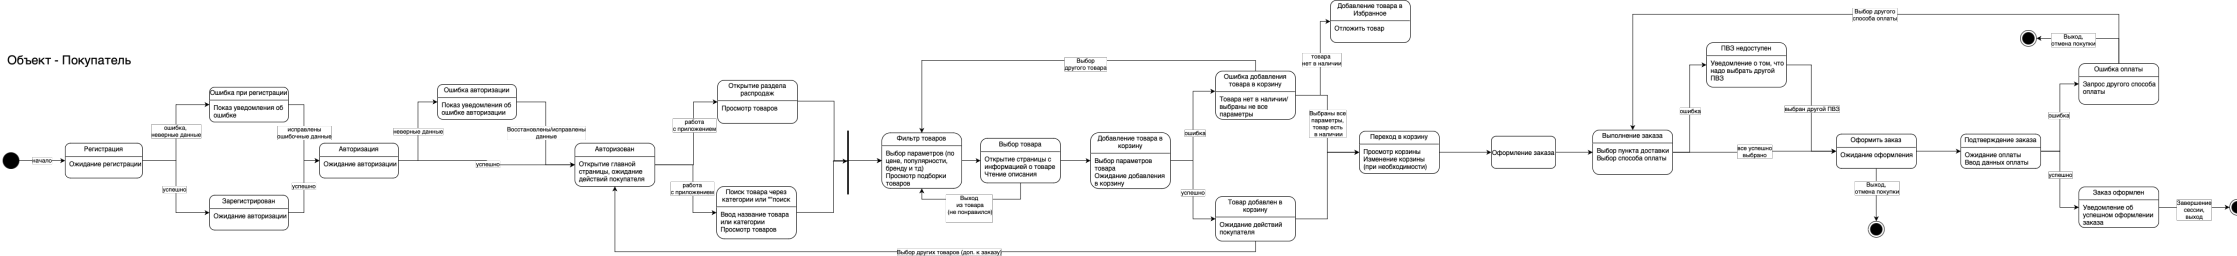 Объект - Покупатель
начало
Регистрация
Ожидание регистрации
ошибка,
неверные данные
успешно
Ошибка при регистрации
Показ уведомления об
ошибке
Зарегистрирован
Ожидание авторизации
исправлены
ошибочные данные
успешно
Авторизация
Ожидание авторизации
неверные данные
Ошибка авторизации
Показ уведомления об
ошибке авторизации
Восстановлены/исправлены
данные
успешно
Авторизован
Открытие главной
страницы, ожидание
действий покупателя
работа
с приложением
работа
с приложением
Открытие раздела
распродаж
Просмотр товаров
Поиск товара через
категории или ""поиск
Ввод название товара
или категории
Просмотр товаров
Фильтр товаров
Выбор параметров (по
цене, популярности,
бренду и тд)
Просмотр подборки
товаров
Выбор
другого товара
Выбор товара
Открытие страницы с
информацией о товаре
Чтение описания
Выход
из товара
(не понравился)
Добавление товара в
корзину
Выбор параметров
товара
Ожидание добавления
в корзину
ошибка
успешно
Ошибка добавления
товара в корзину
Товара нет в наличии/
выбраны не все
параметры
Товар добавлен в
корзину
Ожидание действий
покупателя
Выбор других товаров (доп. к заказу)
товара
нет в наличии
Добавление товара в
Избранное
Отложить товар
Выбраны все
параметры,
товар есть
в наличии
Переход в корзину
Просмотр корзины
Изменение корзины
(при необходимости)
Оформление заказа
Выполнение заказа
Выбор пункта доставки
Выбор способа оплаты
ошибка
ПВЗ недоступен
Уведомление о том, что
надо выбрать другой
ПВЗ
выбран другой ПВЗ
все успешно
выбрано
Оформить заказ
Ожидание оформления
Выход,
отмена покупки
Подтверждение заказа
Ожидание оплаты
Ввод данных оплаты
ошибка
успешно
Ошибка оплаты
Запрос другого способа
оплаты
Выход,
отмена покупки
Выбор другого
способа оплаты
Заказ оформлен
Уведомление об
успешном оформлении
заказа
Завершение
сессии,
выход